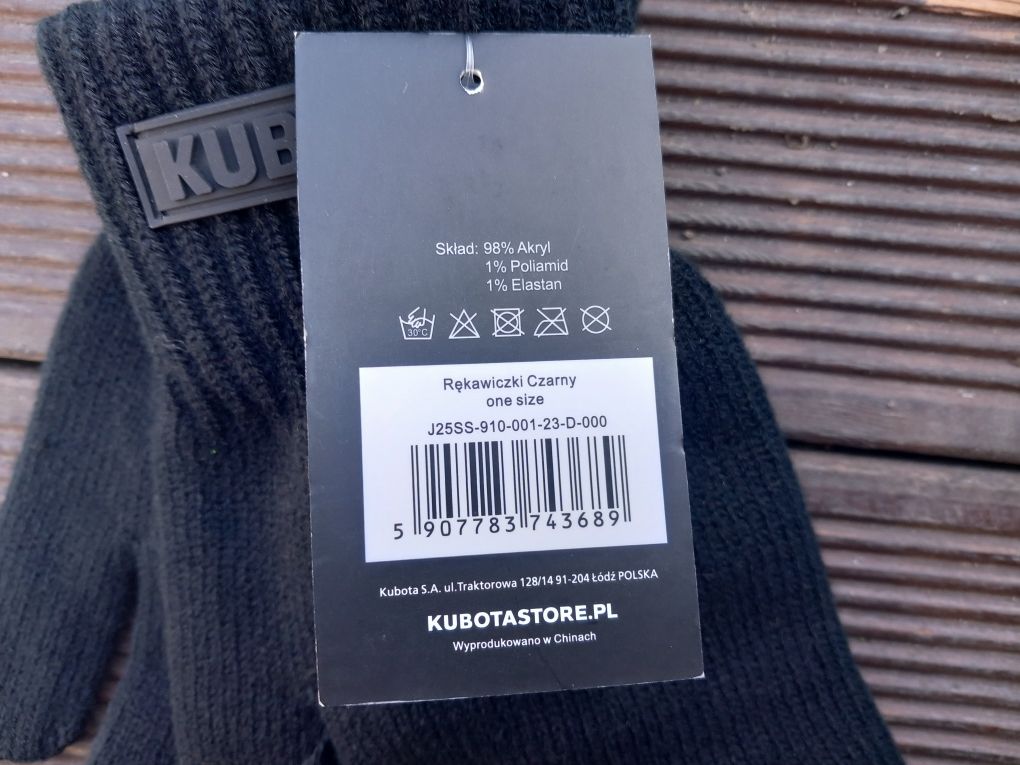 KUB
Skład: 98% Akryl
1% Poliamid
1% Elastan
30°C
Rękawiczki Czarny
one size
J25SS-910-001-23-D-000
5 907783 743689
Kubota S.A. ul.Traktorowa 128/14 91-204 Łódź POLSKA
KUBOTASTORE.PL
Wyprodukowano w Chinach